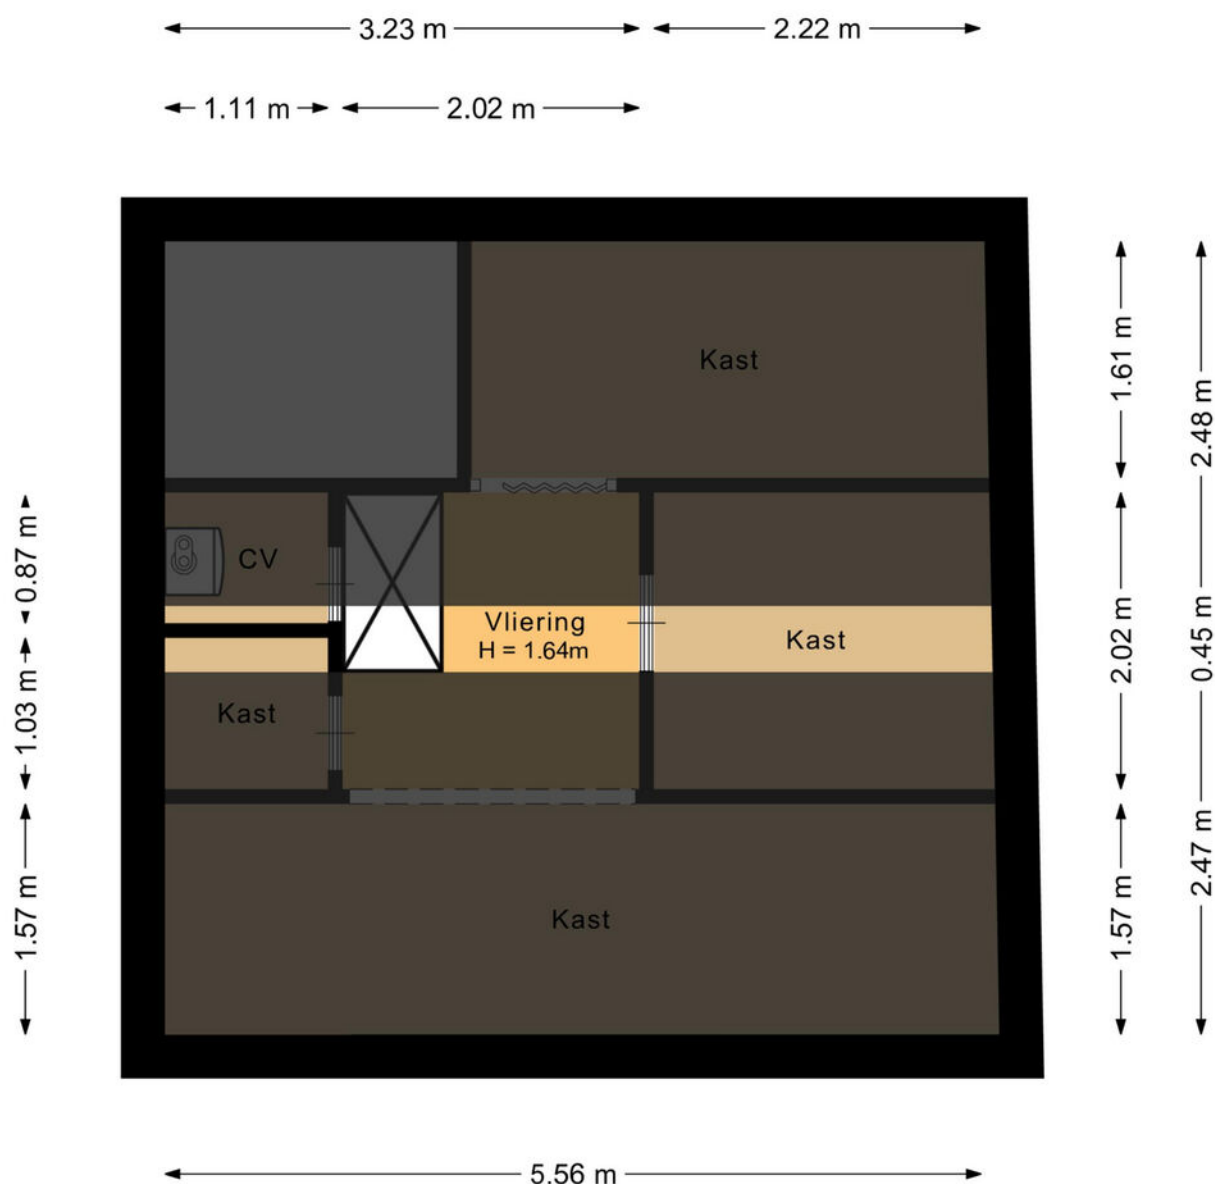 3.23 m
2.22 m
1.11 m
2.02 m
Kast
1.61 m
2.48 m
0.87 m
CV
Vliering
H = 1.64m
Kast
2.02 m
0.45 m
1.03 m
Kast
1.57 m
Kast
1.57 m
2.47 m
5.56 m